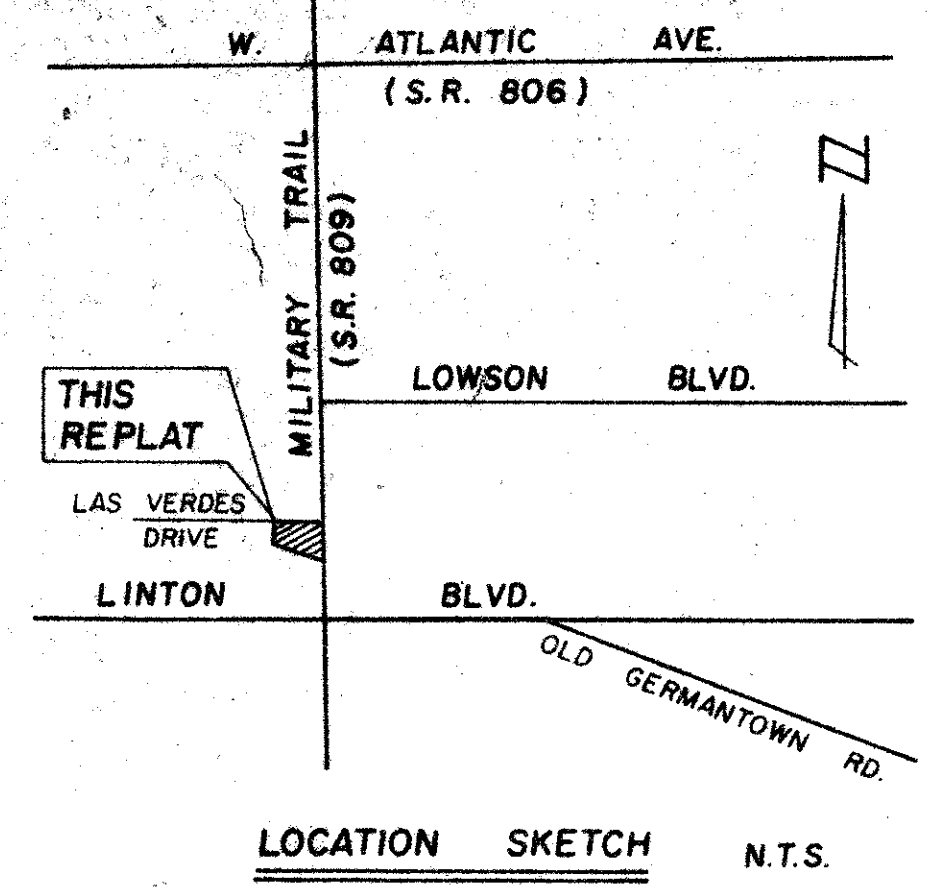 W. ATLANTIC AVE.
(S.R. 806)
N
MILITARY TRAIL
(S.R. 809)
LOWSON BLVD.
THIS
REPLAT
LAS VERDES
DRIVE
LINTON BLVD.
OLD GERMANTOWN RD.
LOCATION SKETCH N.T.S.